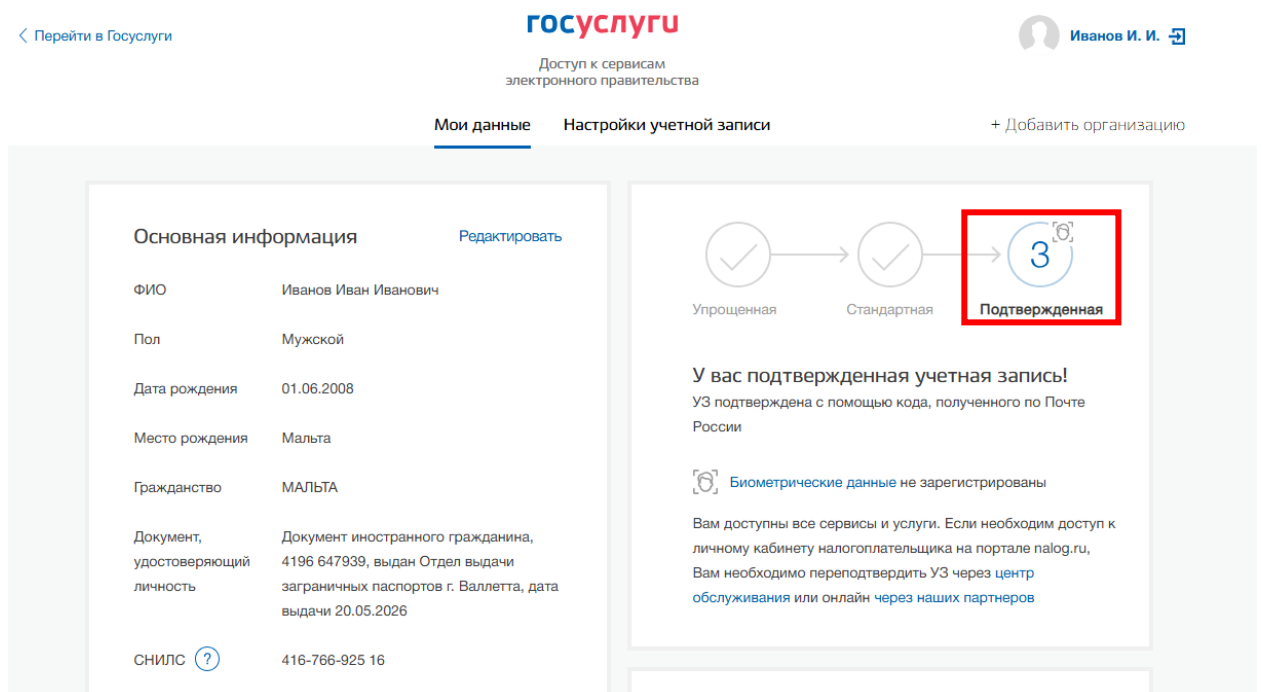 Перейти в Госуслуги
госуслуги
Доступ к сервисам
электронного правительства
Иванов И. И.
Мои данные
Настройки учетной записи
+ Добавить организацию
Основная информация
Редактировать
ФИО
Иванов Иван Иванович
Пол
Мужской
Дата рождения
01.06.2008
Место рождения
Мальта
Гражданство
МАЛЬТА
Документ,
удостоверяющий
личность
Документ иностранного гражданина,
4196 647939, выдан Отдел выдачи
заграничных паспортов г. Валлетта, дата
выдачи 20.05.2026
СНИЛС ?
416-766-925 16
3
Упрощенная
Стандартная
Подтвержденная
У вас подтвержденная учетная запись!
УЗ подтверждена с помощью кода, полученного по Почте
России
Биометрические данные не зарегистрированы
Вам доступны все сервисы и услуги. Если необходим доступ к
личному кабинету налогоплательщика на портале nalog.ru,
Вам необходимо переподтвердить УЗ через центр
обслуживания или онлайн через наших партнеров